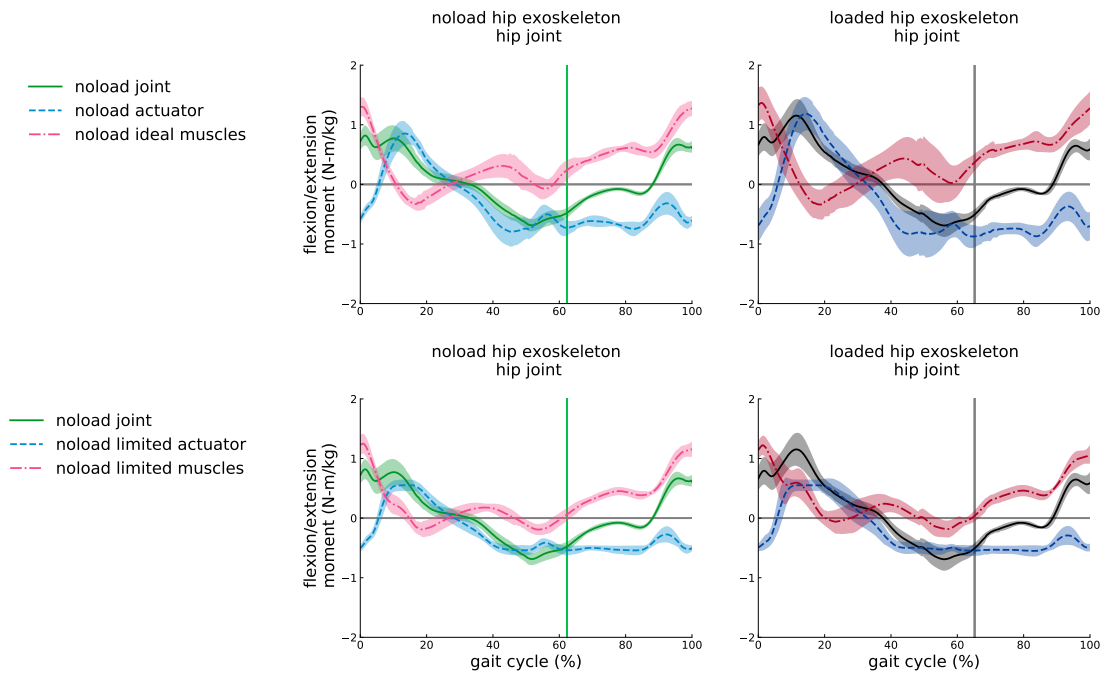 noload hip exoskeleton
hip joint
loaded hip exoskeleton
hip joint
noload joint
noload actuator
noload ideal muscles
flexion/extension
moment (N-m/kg)
2
1
0
−1
−2
0 20 40 60 80 100
2
1
0
−1
−2
0 20 40 60 80 100
noload hip exoskeleton
hip joint
loaded hip exoskeleton
hip joint
noload joint
noload limited actuator
noload limited muscles
flexion/extension
moment (N-m/kg)
2
1
0
−1
−2
0 20 40 60 80 100
gait cycle (%)
2
1
0
−1
−2
0 20 40 60 80 100
gait cycle (%)